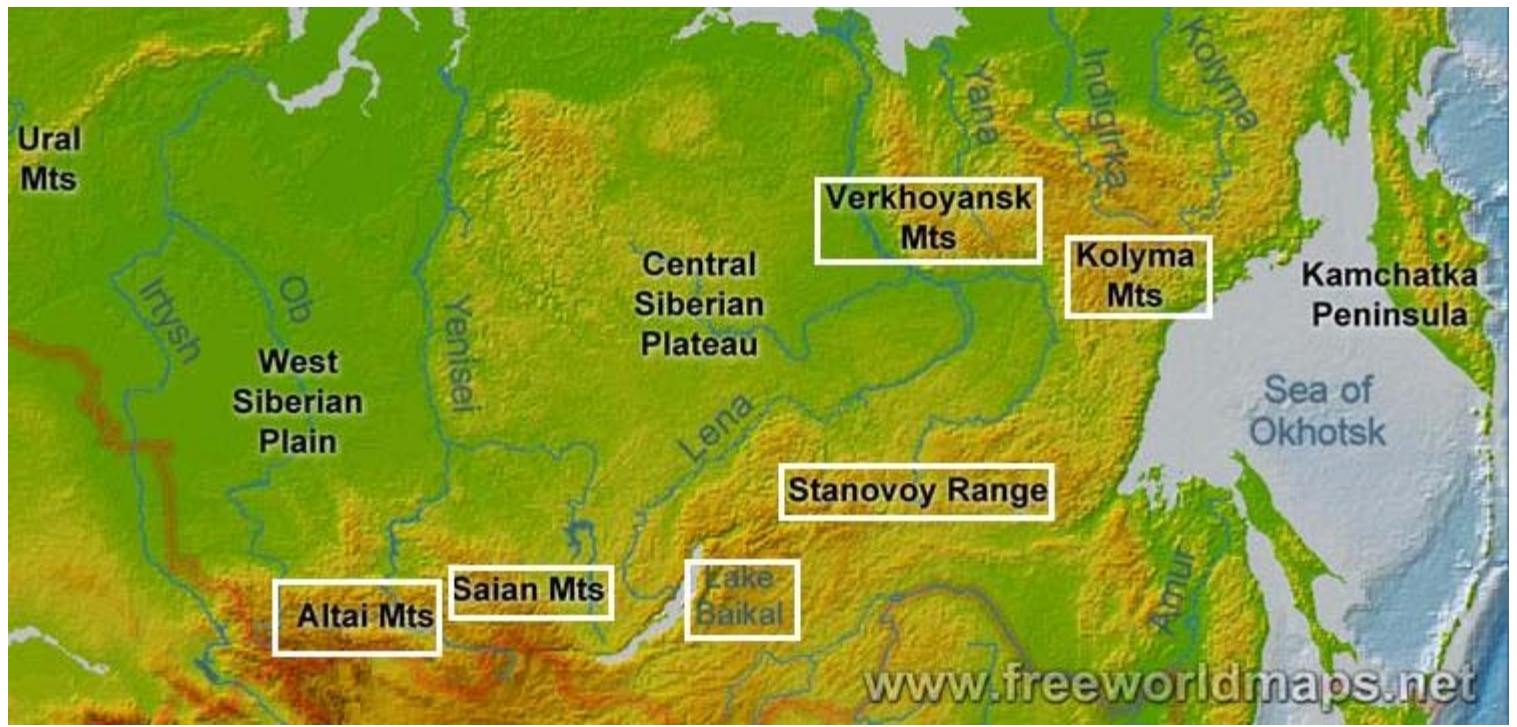 Ural
Mts
Irtysh
Ob
West
Siberian
Plain
Yenisei
Central
Siberian
Plateau
Lena
Verkhoyansk
Mts
Yana
Indigirka
Kolyma
Kolyma
Mts
Kamchatka
Peninsula
Sea of
Okhotsk
Stanovoy Range
Altai Mts
Saian Mts
Lake
Baikal
Amur
www.freeworldmaps.net